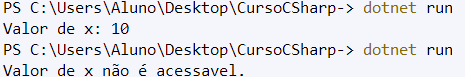 PS C:\Users\Aluno\Desktop\CursoCSharp-> dotnet run
Valor de x: 10
PS C:\Users\Aluno\Desktop\CursoCSharp-> dotnet run
Valor de x não é acessavel.